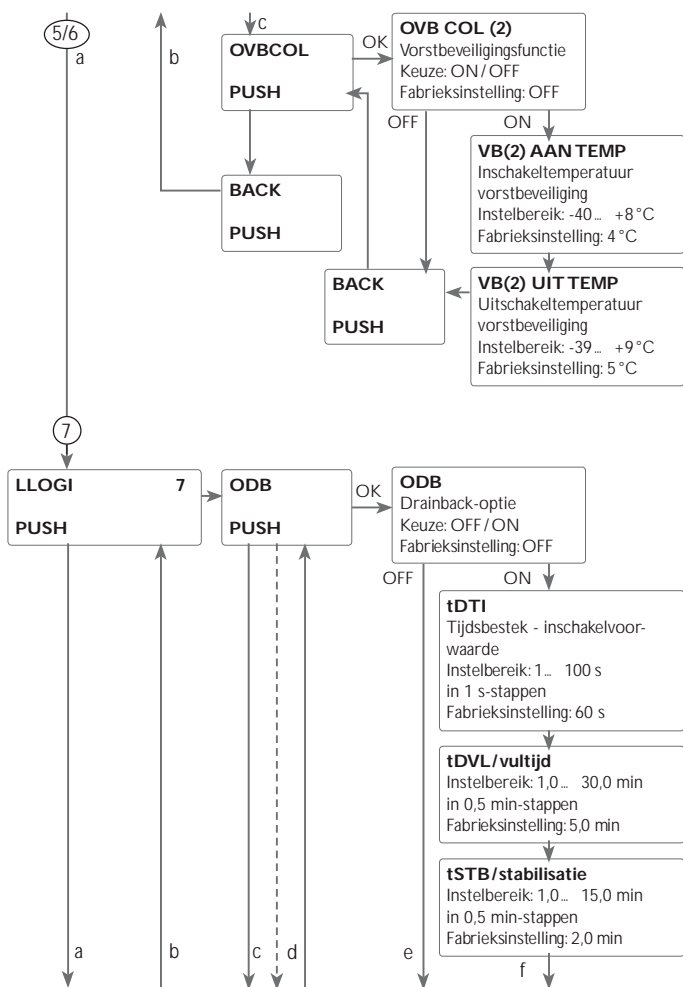 5/6
a
b
c
OVBCOL
PUSH
OK
OVB COL (2)
Vorstbeveiligingsfunctie
Keuze: ON / OFF
Fabrieksinstelling: OFF
OFF
ON
BACK
PUSH
VB(2) AAN TEMP
Inschakeltemperatuur
vorstbeveiliging
Instelbereik: -40... +8°C
Fabrieksinstelling: 4°C
BACK
PUSH
VB(2) UIT TEMP
Uitschakeltemperatuur
vorstbeveiliging
Instelbereik: -39... +9°C
Fabrieksinstelling: 5°C
7
LLOGI 7
PUSH
ODB
PUSH
OK
ODB
Drainback-optie
Keuze: OFF / ON
Fabrieksinstelling: OFF
OFF
ON
tDTI
Tijdsbestek - inschakelvoor-
waarde
Instelbereik: 1... 100 s
in 1 s-stappen
Fabrieksinstelling: 60 s
tDVL/vultijd
Instelbereik: 1,0... 30,0 min
in 0,5 min-stappen
Fabrieksinstelling: 5,0 min
tSTB/stabilisatie
Instelbereik: 1,0... 15,0 min
in 0,5 min-stappen
Fabrieksinstelling: 2,0 min
a
b
c
d
e
f